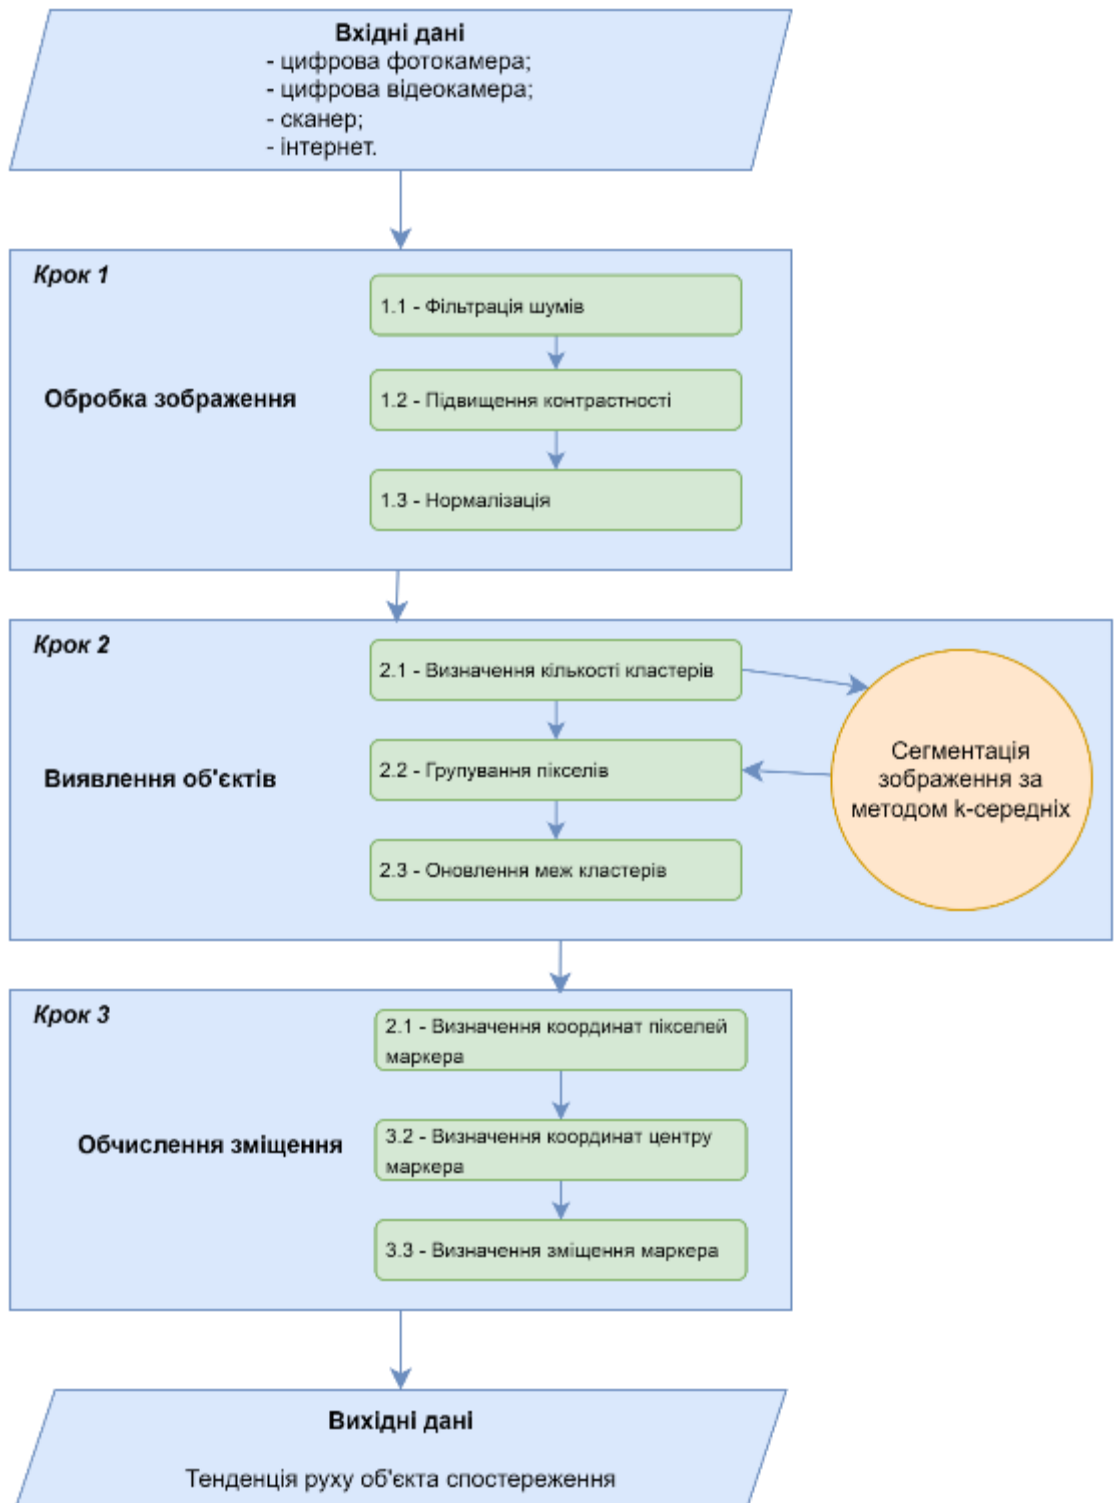 Вхідні дані
- цифрова фотокамера;
- цифрова відеокамера;
- сканер;
- інтернет.
Крок 1
Обробка зображення
1.1 - Фільтрація шумів
1.2 - Підвищення контрастності
1.3 - Нормалізація
Крок 2
Виявлення об'єктів
2.1 - Визначення кількості кластерів
2.2 - Групування пікселів
2.3 - Оновлення меж кластерів
Сегментація
зображення за
методом k-середніх
Крок 3
Обчислення зміщення
2.1 - Визначення координат пікселей
маркера
3.2 - Визначення координат центру
маркера
3.3 - Визначення зміщення маркера
Вихідні дані
Тенденція руху об'єкта спостереження